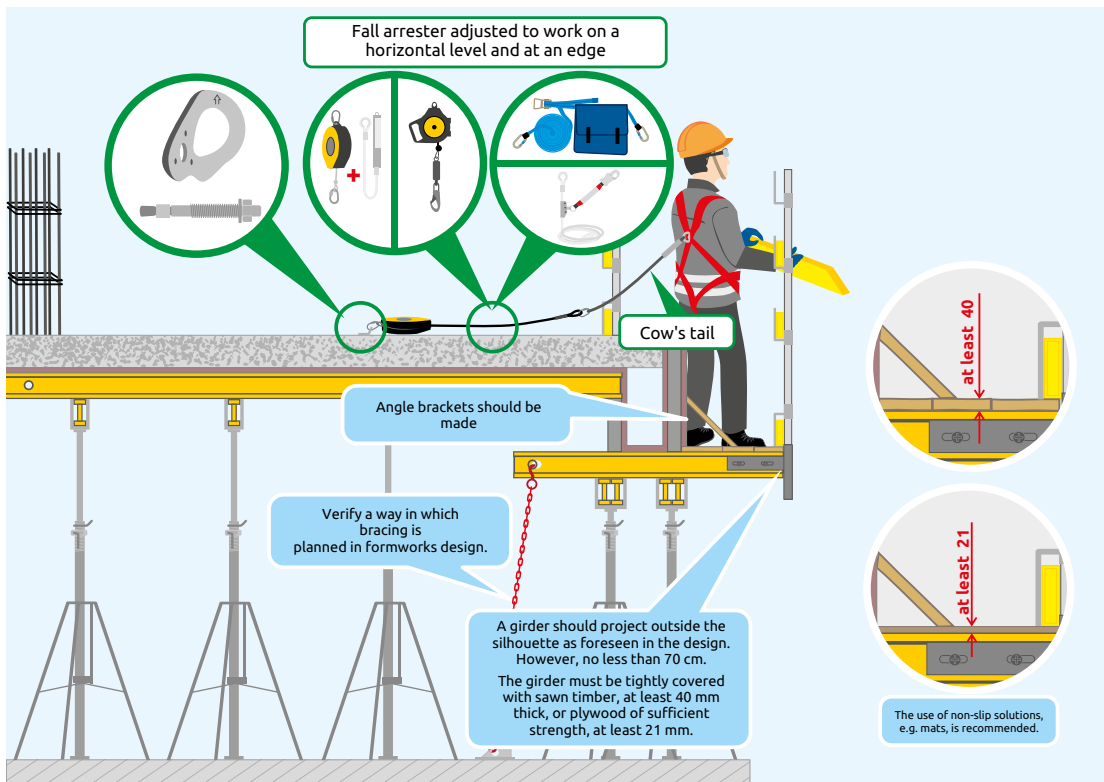 Fall arrester adjusted to work on a
horizontal level and at an edge
Cow's tail
at least 40
Angle brackets should be
made
Verify a way in which
bracing is
planned in formworks design.
at least 21
A girder should project outside the
silhouette as foreseen in the design.
However, no less than 70 cm.
The girder must be tightly covered
with sawn timber, at least 40 mm
thick, or plywood of sufficient
strength, at least 21 mm.
The use of non-slip solutions,
e.g. mats, is recommended.